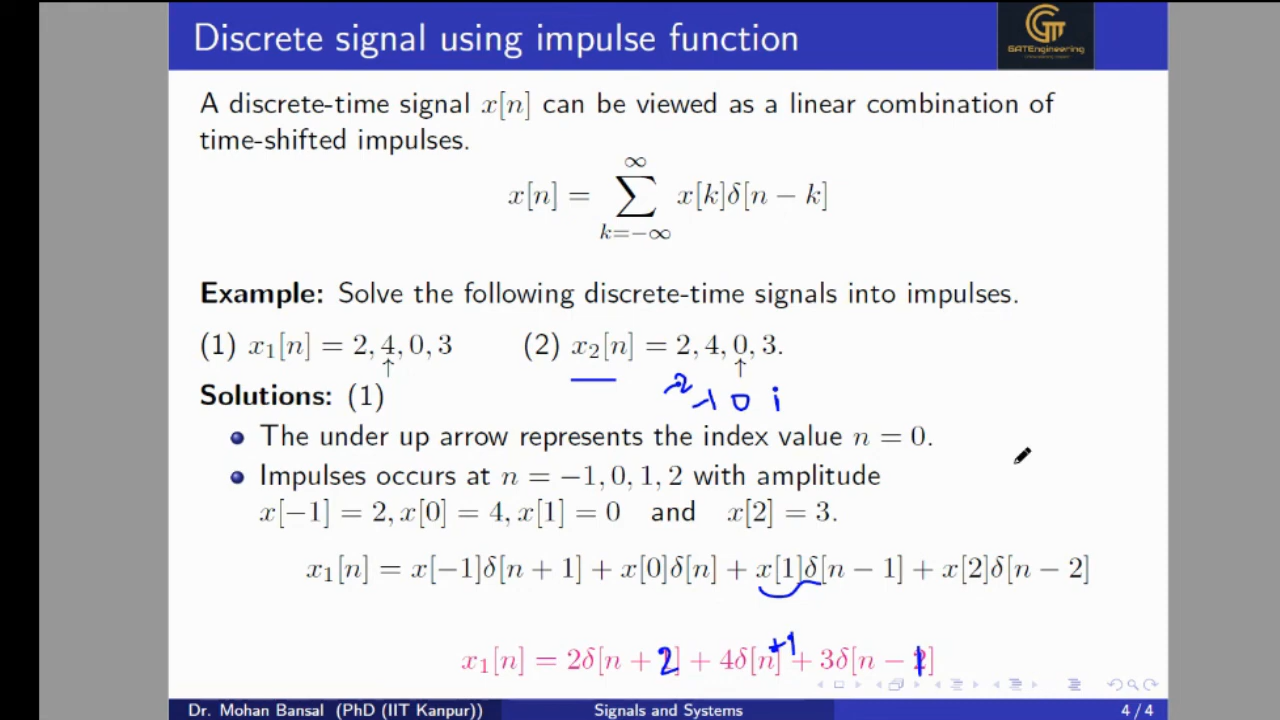 Discrete signal using impulse function
GATEngineering
A discrete-time signal x[n] can be viewed as a linear combination of
time-shifted impulses.
x[n] = ∑_{k=−∞}^{∞} x[k]δ[n − k]
Example: Solve the following discrete-time signals into impulses.
(1) x₁[n] = 2, 4, 0, 3 (2) x₂[n] = 2, 4, 0, 3.
↑ ↑
-2 -1 0 1
Solutions: (1)
The under up arrow represents the index value n = 0.
Impulses occurs at n = −1, 0, 1, 2 with amplitude
x[−1] = 2, x[0] = 4, x[1] = 0 and x[2] = 3.
x₁[n] = x[−1]δ[n + 1] + x[0]δ[n] + x[1]δ[n − 1] + x[2]δ[n − 2]
x₁[n] = 2δ[n + 2] + 4δ[n+1] + 3δ[n − 1]
Dr. Mohan Bansal (PhD (IIT Kanpur)) Signals and Systems 4 / 4